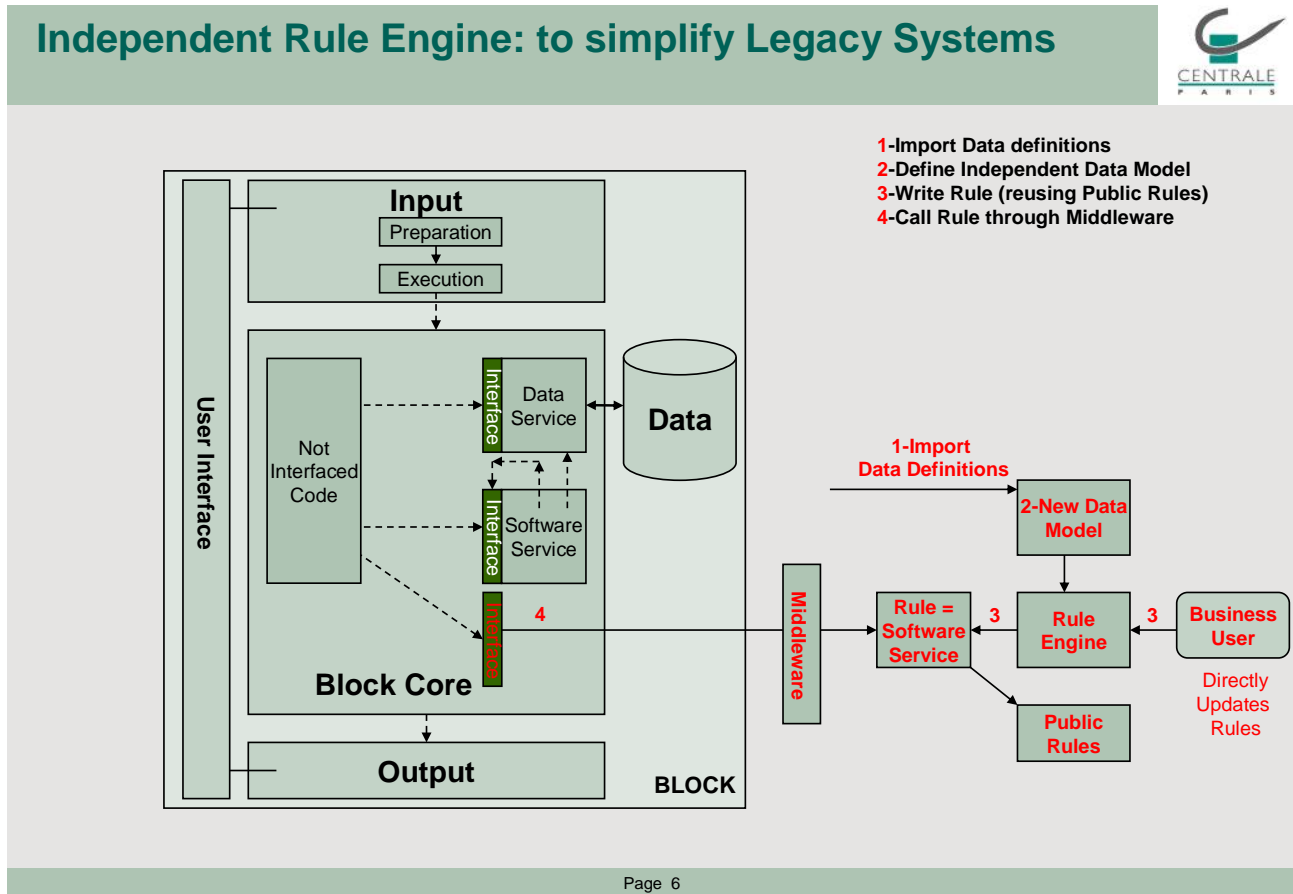 Independent Rule Engine: to simplify Legacy Systems
CENTRALE
PARIS
1-Import Data definitions
2-Define Independent Data Model
3-Write Rule (reusing Public Rules)
4-Call Rule through Middleware
User Interface
Input
Preparation
Execution
Not
Interfaced
Code
Interface
Data
Service
Data
Interface
Software
Service
Interface
4
Block Core
Output
BLOCK
1-Import
Data Definitions
2-New Data
Model
Middleware
Rule =
Software
Service
3
Rule
Engine
3
Business
User
Directly
Updates
Rules
Public
Rules
Page 6